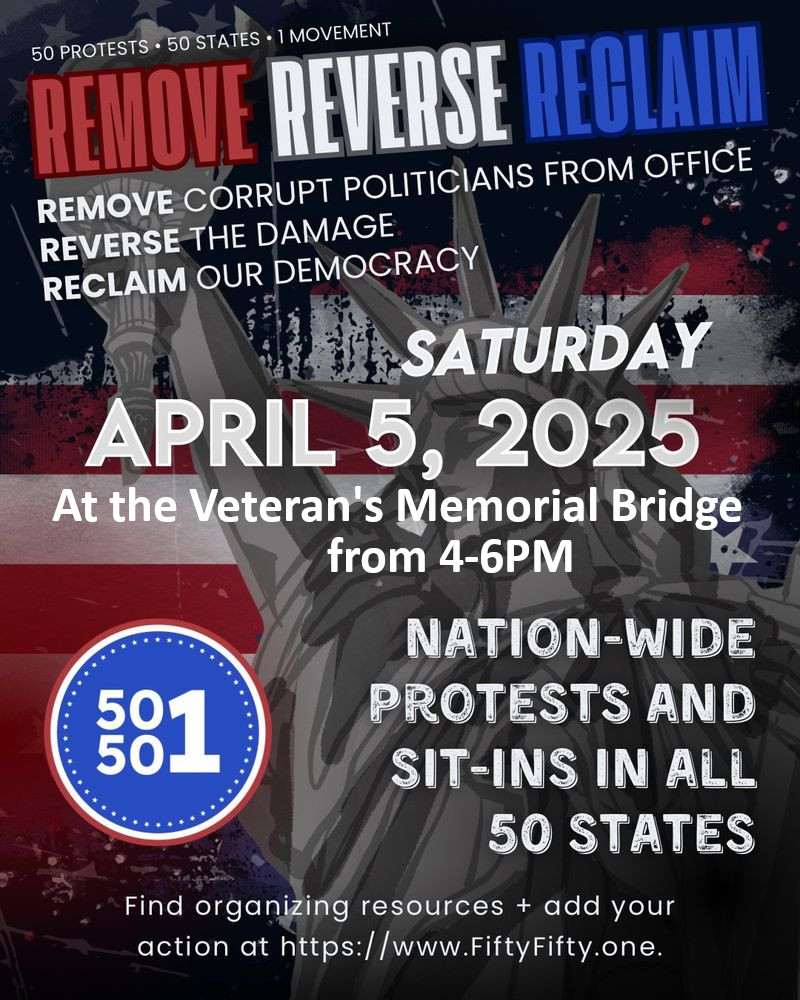 50 PROTESTS • 50 STATES • 1 MOVEMENT
REMOVE REVERSE RECLAIM
REMOVE CORRUPT POLITICIANS FROM OFFICE
REVERSE THE DAMAGE
RECLAIM OUR DEMOCRACY
SATURDAY
APRIL 5, 2025
At the Veteran's Memorial Bridge
from 4-6PM
NATION-WIDE
PROTESTS AND
SIT-INS IN ALL
50 STATES
50
50
1
Find organizing resources + add your
action at https://www.FiftyFifty.one.